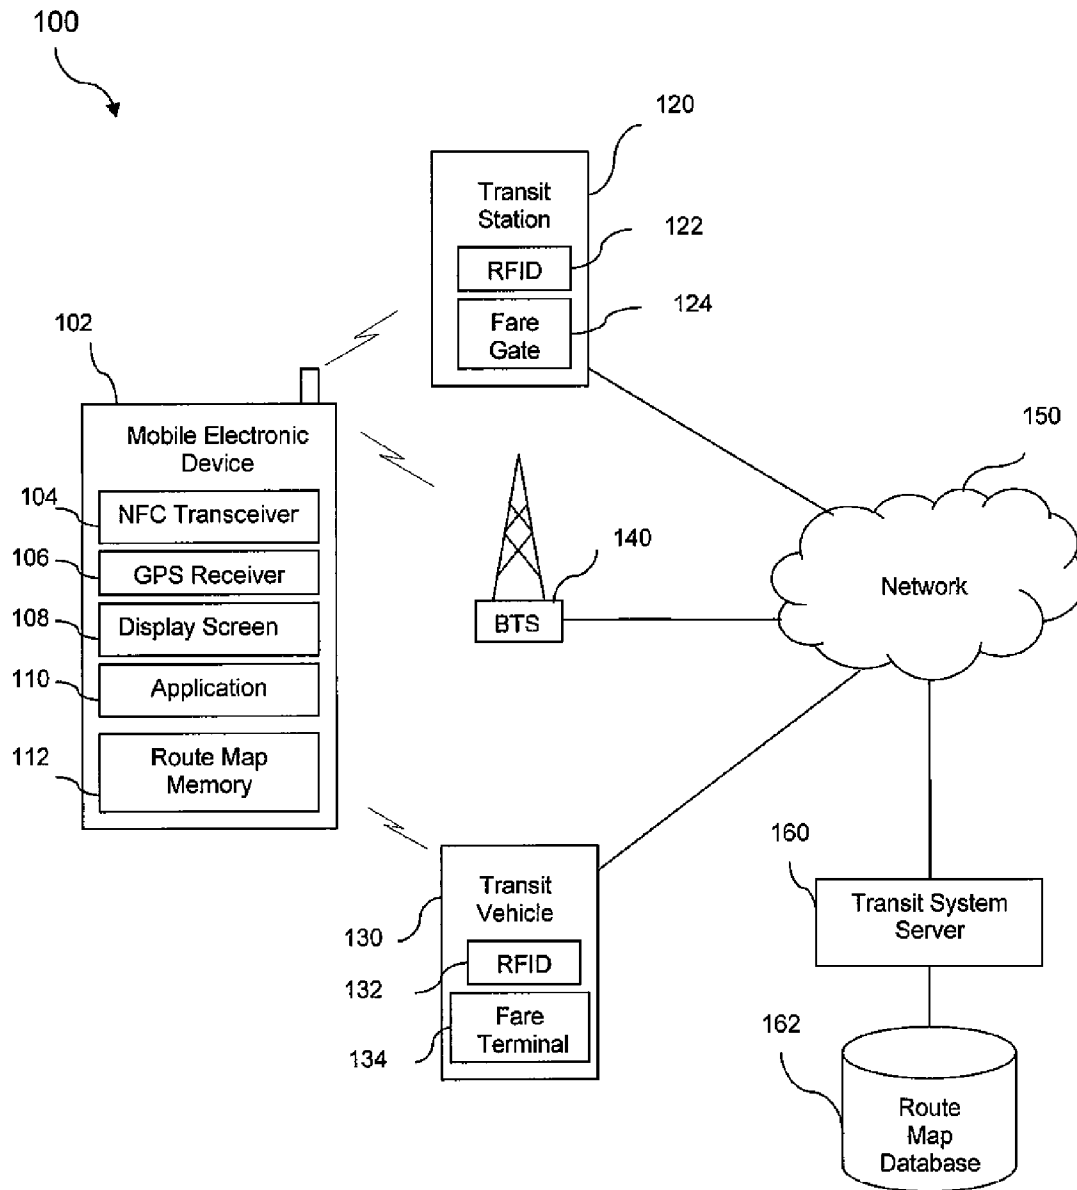 100
120
Transit
Station
122
RFID
124
Fare
Gate
102
Mobile Electronic
Device
104
NFC Transceiver
106
GPS Receiver
108
Display Screen
110
Application
112
Route Map
Memory
140
BTS
150
Network
130
Transit
Vehicle
132
RFID
134
Fare
Terminal
160
Transit System
Server
162
Route
Map
Database